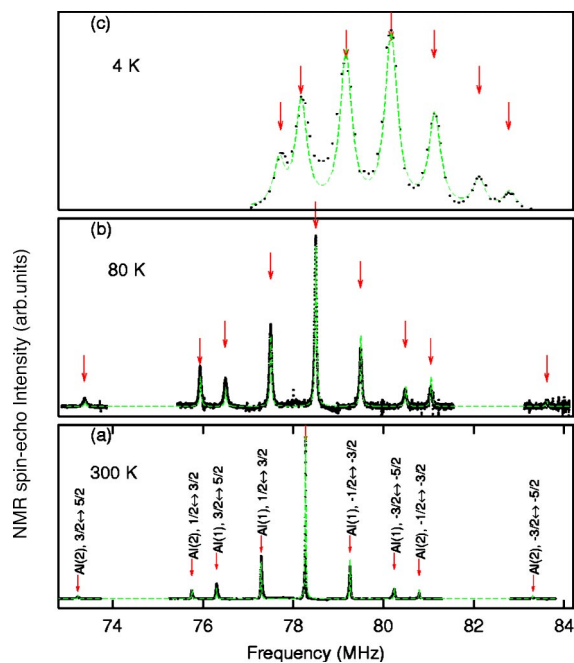 (c)
4 K
(b)
80 K
(a)
300 K
Al(2), 3/2↔5/2
Al(2), 1/2↔3/2
Al(1), 3/2↔5/2
Al(1), 1/2↔3/2
Al(1), -1/2↔-3/2
Al(1), -3/2↔-5/2
Al(2), -1/2↔-3/2
Al(2), -3/2↔-5/2
NMR spin-echo Intensity (arb.units)
74 76 78 80 82 84
Frequency (MHz)